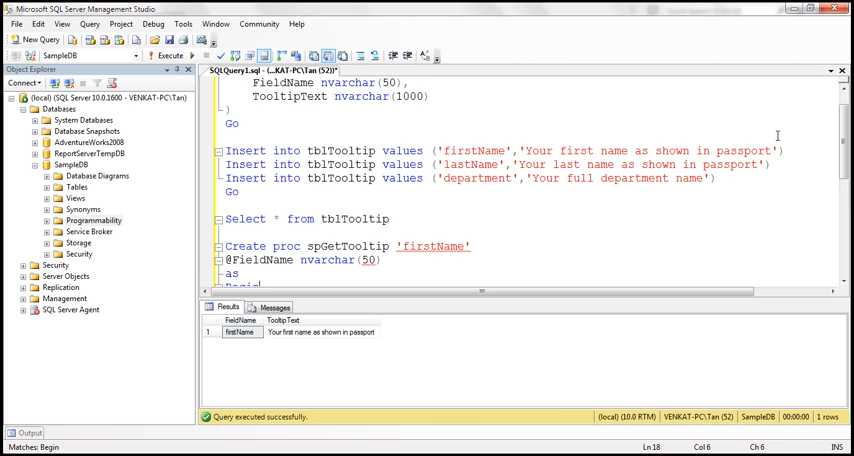 Microsoft SQL Server Management Studio
File Edit View Query Project Debug Tools Window Community Help
New Query
SampleDB Execute
Object Explorer
SQLQuery1.sql - (...KAT-PC\Tan (52))*
Connect
(local) (SQL Server 10.0.1600 - VENKAT-PC\Tan)
Databases
System Databases
Database Snapshots
AdventureWorks2008
ReportServerTempDB
SampleDB
Database Diagrams
Tables
Views
Synonyms
Programmability
Service Broker
Storage
Security
Security
Server Objects
Replication
Management
SQL Server Agent
FieldName nvarchar(50),
TooltipText nvarchar(1000)
)
Go
Insert into tblTooltip values ('firstName','Your first name as shown in passport')
Insert into tblTooltip values ('lastName','Your last name as shown in passport')
Insert into tblTooltip values ('department','Your full department name')
Go
Select * from tblTooltip
Create proc spGetTooltip 'firstName'
@FieldName nvarchar(50)
as
Begin
Results Messages
FieldName TooltipText
1 firstName Your first name as shown in passport
Query executed successfully. (local) (10.0 RTM) VENKAT-PC\Tan (52) SampleDB 00:00:00 1 rows
Output
Matches: Begin Ln 18 Col 6 Ch 6 INS